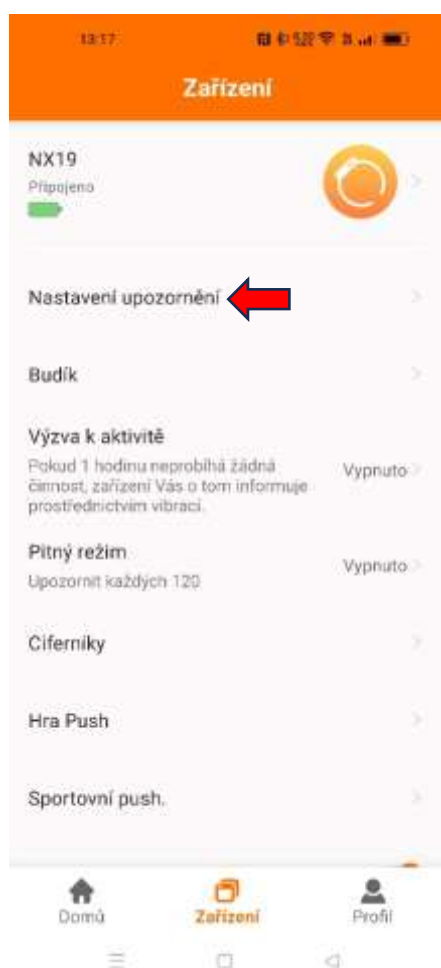 13:17
Zařízení
NX19
Připojeno
Nastavení upozornění
Budík
Výzva k aktivitě
Pokud 1 hodinu neprobíhá žádná
činnost, zařízení Vás o tom informuje
prostřednictvím vibrací.
Vypnuto
Pitný režim
Upozornit každých 120
Vypnuto
Ciferníky
Hra Push
Sportovní push.
Domů
Zařízení
Profil